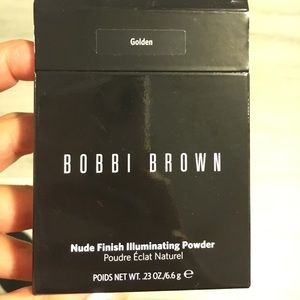 Golden
BOBBI BROWN
Nude Finish Illuminating Powder
Poudre Éclat Naturel
POIDS NET WT. .23 OZ./6.6 g ℮